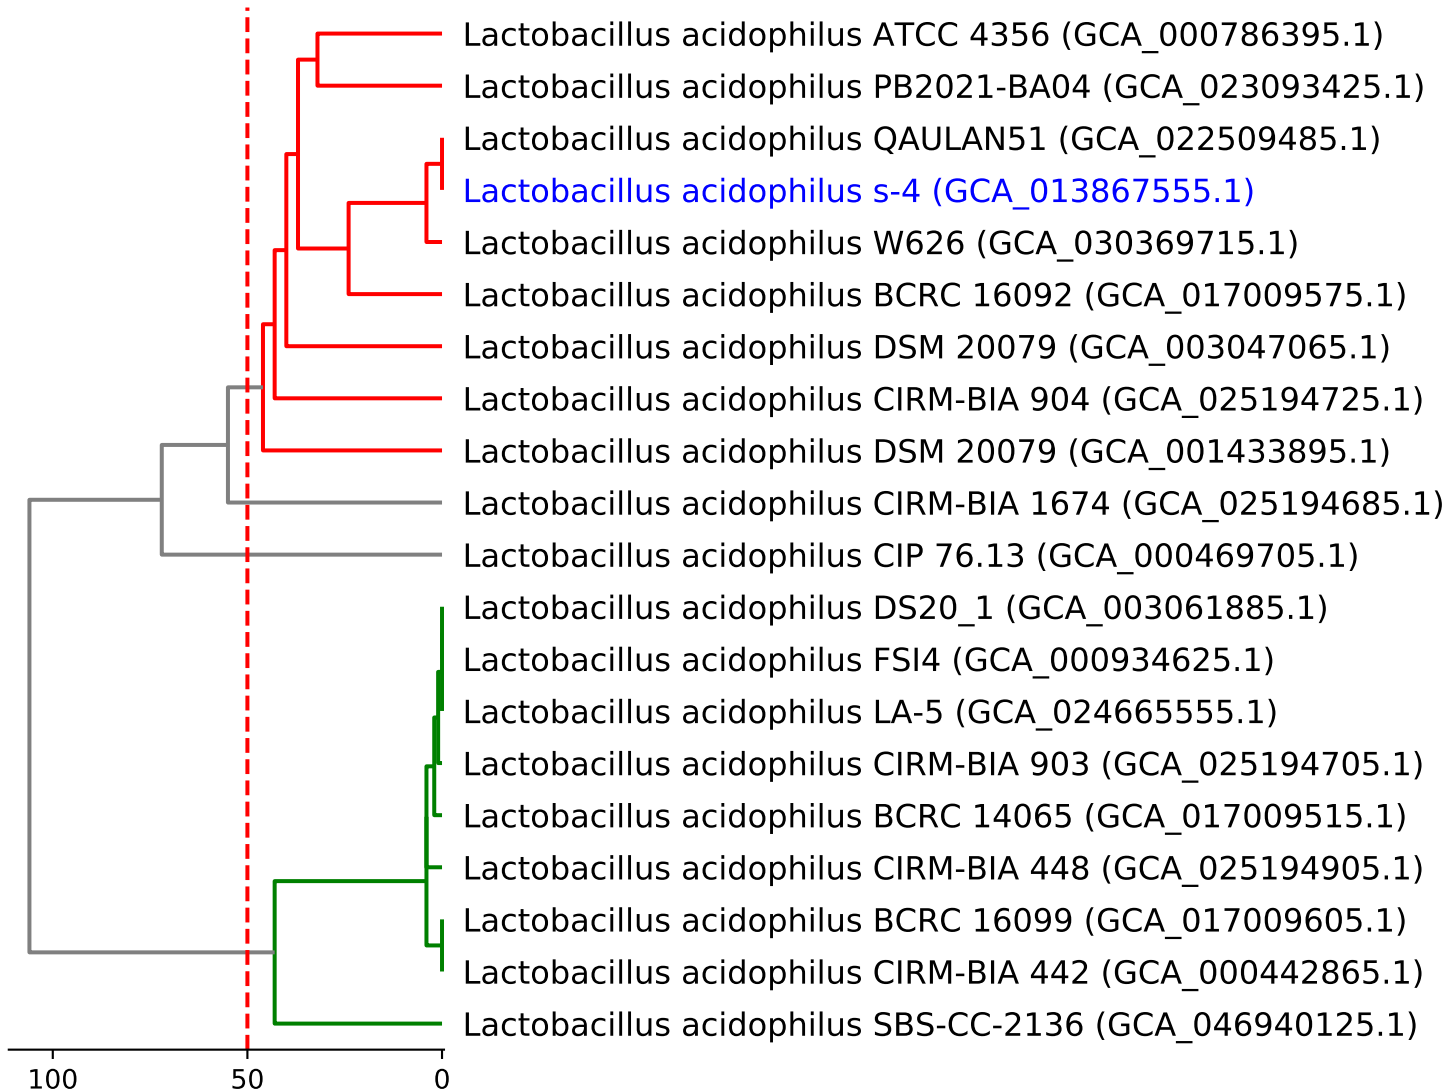 Lactobacillus acidophilus ATCC 4356 (GCA_000786395.1)
Lactobacillus acidophilus PB2021-BA04 (GCA_023093425.1)
Lactobacillus acidophilus QAULAN51 (GCA_022509485.1)
Lactobacillus acidophilus s-4 (GCA_013867555.1)
Lactobacillus acidophilus W626 (GCA_030369715.1)
Lactobacillus acidophilus BCRC 16092 (GCA_017009575.1)
Lactobacillus acidophilus DSM 20079 (GCA_003047065.1)
Lactobacillus acidophilus CIRM-BIA 904 (GCA_025194725.1)
Lactobacillus acidophilus DSM 20079 (GCA_001433895.1)
Lactobacillus acidophilus CIRM-BIA 1674 (GCA_025194685.1)
Lactobacillus acidophilus CIP 76.13 (GCA_000469705.1)
Lactobacillus acidophilus DS20_1 (GCA_003061885.1)
Lactobacillus acidophilus FSI4 (GCA_000934625.1)
Lactobacillus acidophilus LA-5 (GCA_024665555.1)
Lactobacillus acidophilus CIRM-BIA 903 (GCA_025194705.1)
Lactobacillus acidophilus BCRC 14065 (GCA_017009515.1)
Lactobacillus acidophilus CIRM-BIA 448 (GCA_025194905.1)
Lactobacillus acidophilus BCRC 16099 (GCA_017009605.1)
Lactobacillus acidophilus CIRM-BIA 442 (GCA_000442865.1)
Lactobacillus acidophilus SBS-CC-2136 (GCA_046940125.1)
100 50 0